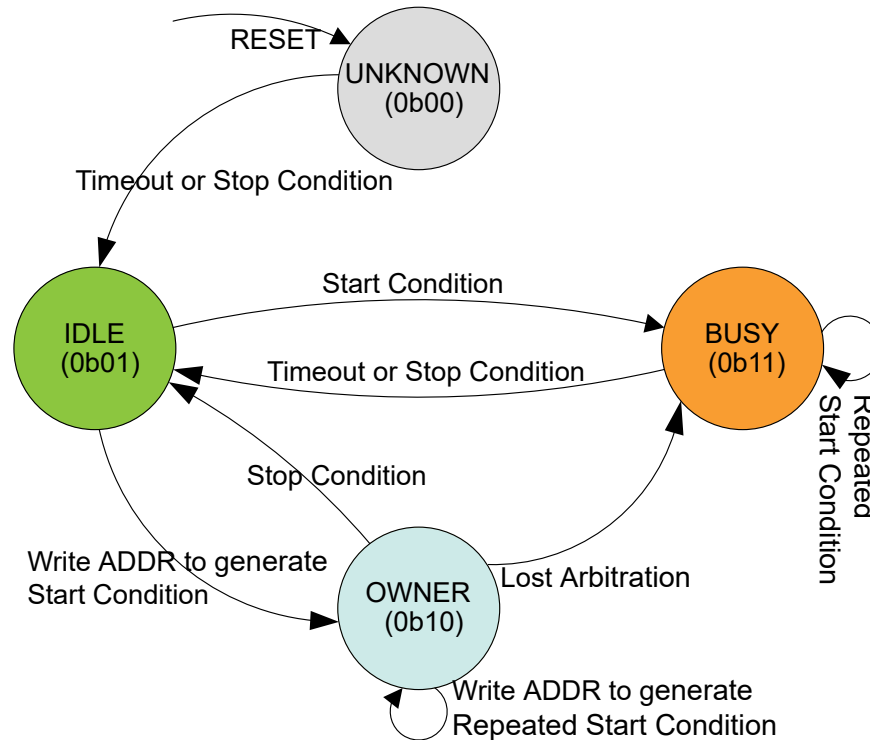 RESET
UNKNOWN
(0b00)
Timeout or Stop Condition
Start Condition
IDLE
(0b01)
BUSY
(0b11)
Timeout or Stop Condition
Repeated
Start Condition
Stop Condition
Write ADDR to generate
Start Condition
OWNER
(0b10)
Lost Arbitration
Write ADDR to generate
Repeated Start Condition